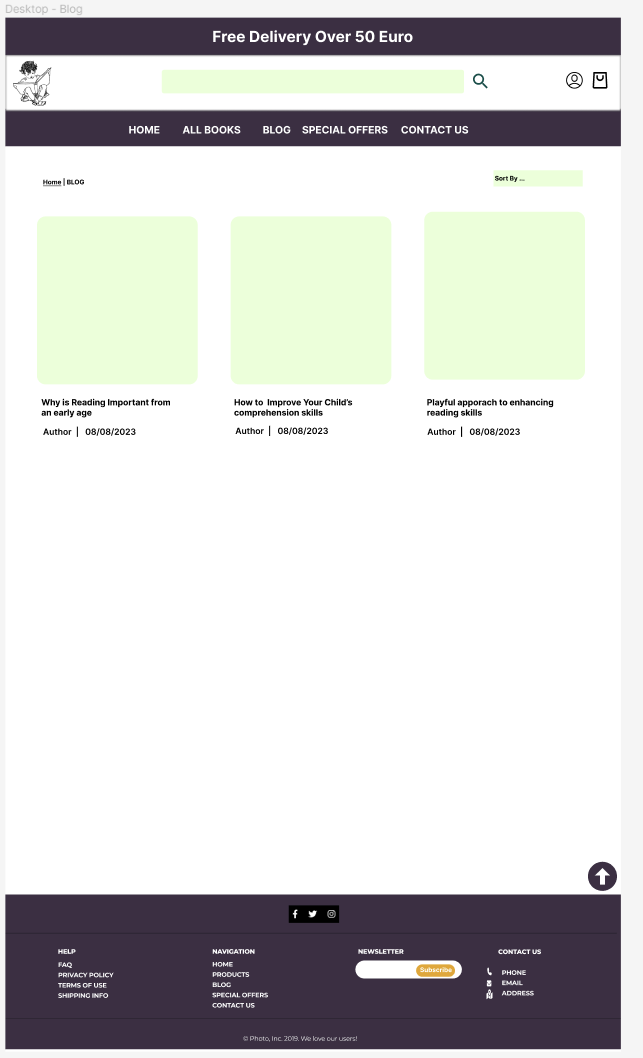 Desktop - Blog
Free Delivery Over 50 Euro
HOME ALL BOOKS BLOG SPECIAL OFFERS CONTACT US
Home | BLOG
Sort By ...
Why is Reading Important from
an early age
Author | 08/08/2023
How to Improve Your Child's
comprehension skills
Author | 08/08/2023
Playful apporach to enhancing
reading skills
Author | 08/08/2023
HELP
FAQ
PRIVACY POLICY
TERMS OF USE
SHIPPING INFO
NAVIGATION
HOME
PRODUCTS
BLOG
SPECIAL OFFERS
CONTACT US
NEWSLETTER
Subscribe
CONTACT US
PHONE
EMAIL
ADDRESS
© Photo, Inc. 2019. We love our users!